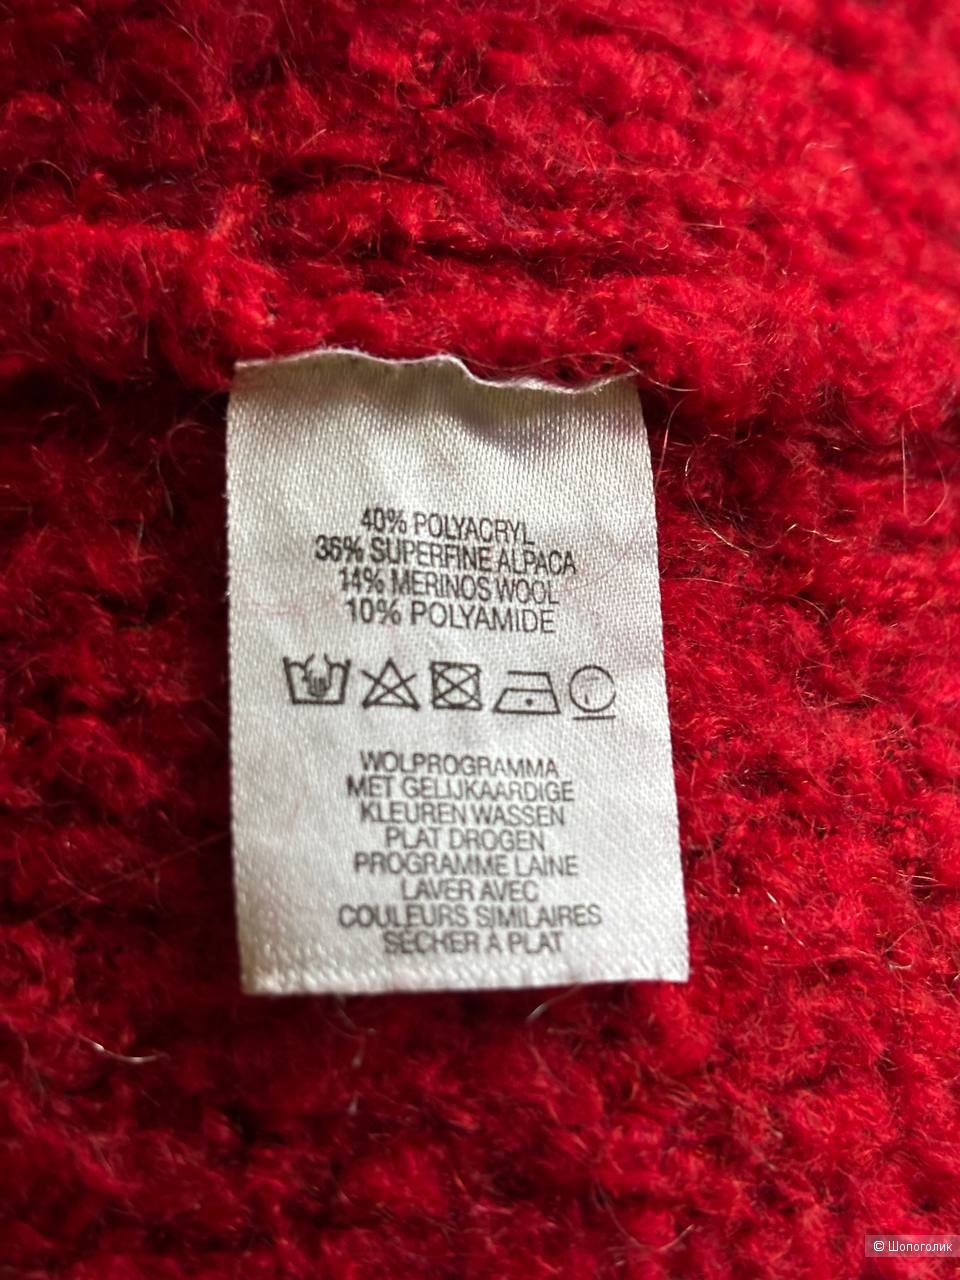 40% POLYACRYL
36% SUPERFINE ALPACA
14% MERINOS WOOL
10% POLYAMIDE
WOLPROGRAMMA
MET GELIJKAARDIGE
KLEUREN WASSEN
PLAT DROGEN
PROGRAMME LAINE
LAVER AVEC
COULEURS SIMILAIRES
SECHER A PLAT
© Шопоголик